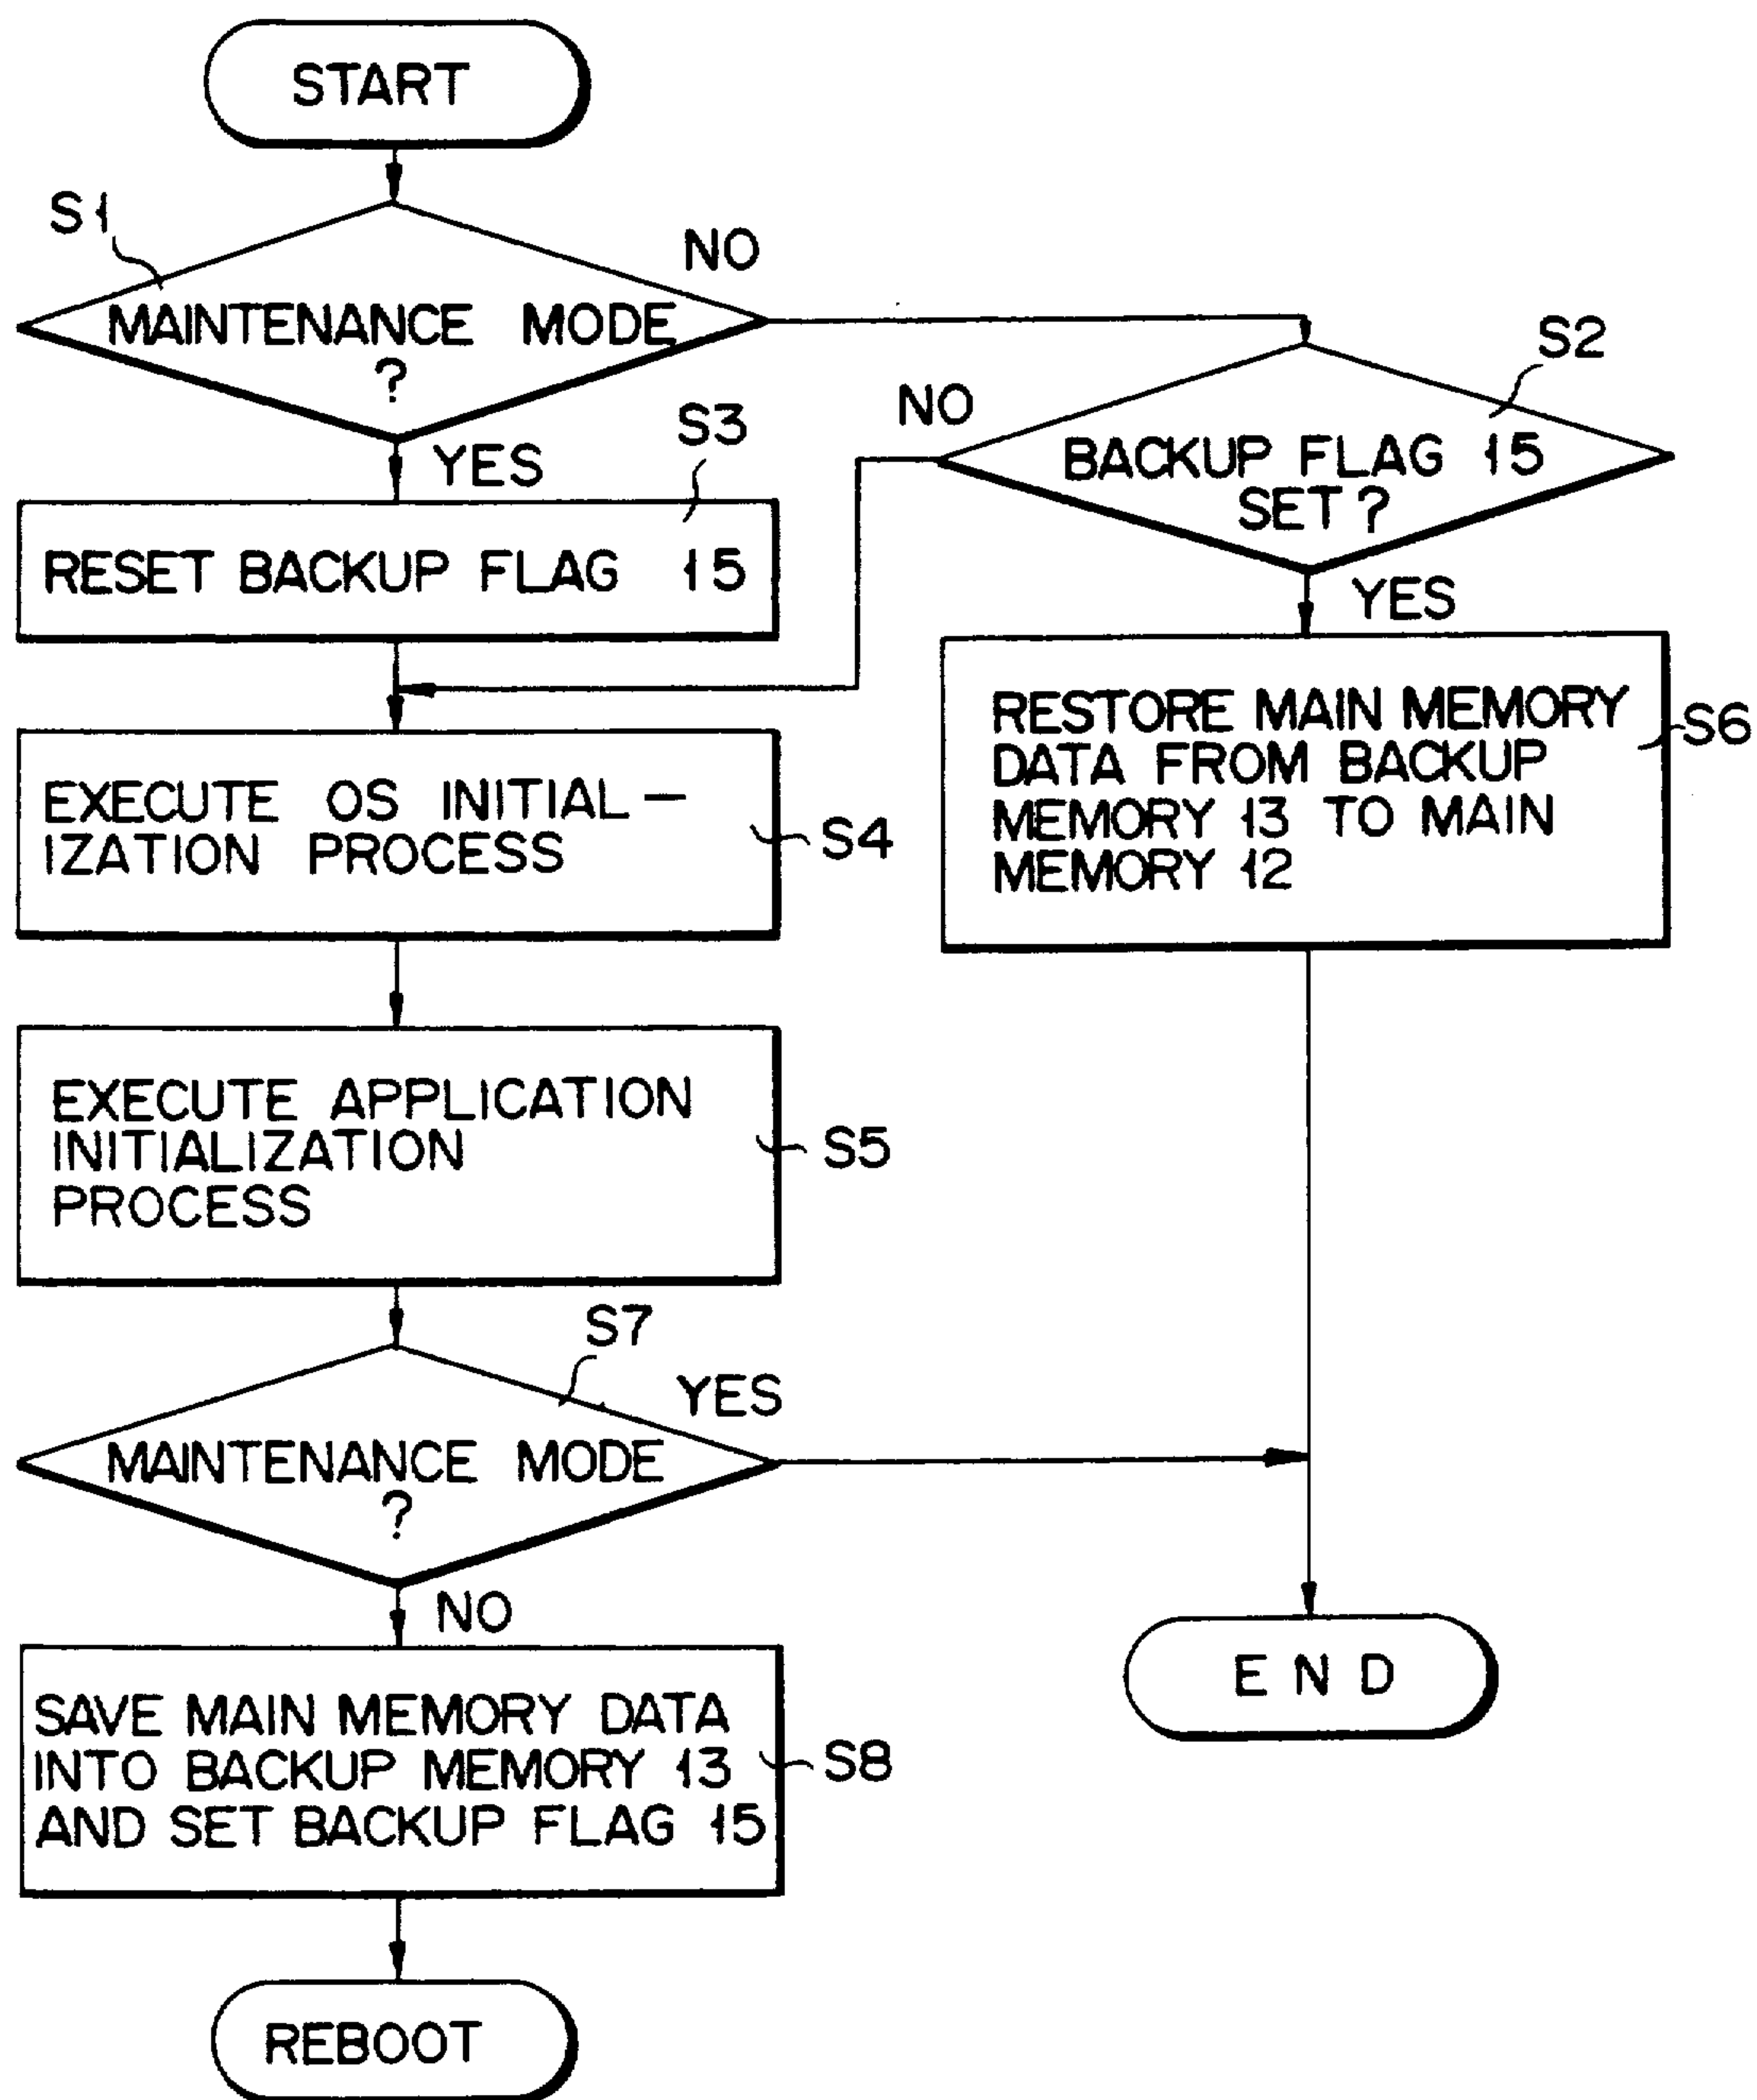 START
S1
NO
MAINTENANCE MODE
?
YES
S2
NO
BACKUP FLAG 15
SET?
YES
S3
RESET BACKUP FLAG 15
RESTORE MAIN MEMORY
DATA FROM BACKUP
MEMORY 13 TO MAIN
MEMORY 12
S6
EXECUTE OS INITIAL-
IZATION PROCESS
S4
EXECUTE APPLICATION
INITIALIZATION
PROCESS
S5
S7
YES
MAINTENANCE MODE
?
NO
SAVE MAIN MEMORY DATA
INTO BACKUP MEMORY 13
AND SET BACKUP FLAG 15
S8
END
REBOOT